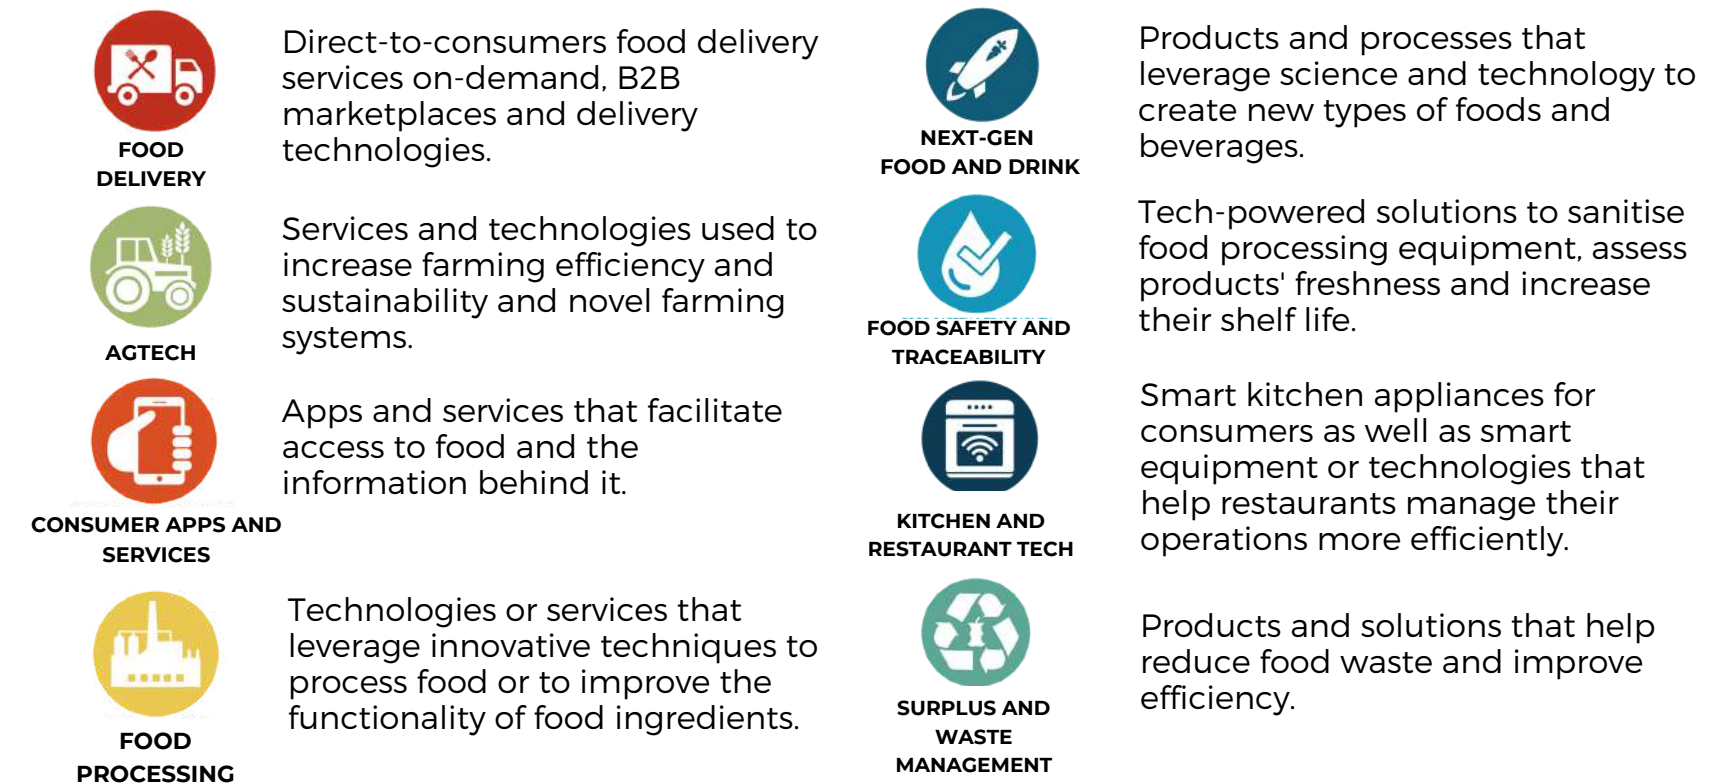 FOOD
DELIVERY
Direct-to-consumers food delivery
services on-demand, B2B
marketplaces and delivery
technologies.
AGTECH
Services and technologies used to
increase farming efficiency and
sustainability and novel farming
systems.
CONSUMER APPS AND
SERVICES
Apps and services that facilitate
access to food and the
information behind it.
FOOD
PROCESSING
Technologies or services that
leverage innovative techniques to
process food or to improve the
functionality of food ingredients.
NEXT-GEN
FOOD AND DRINK
Products and processes that
leverage science and technology to
create new types of foods and
beverages.
FOOD SAFETY AND
TRACEABILITY
Tech-powered solutions to sanitise
food processing equipment, assess
products' freshness and increase
their shelf life.
KITCHEN AND
RESTAURANT TECH
Smart kitchen appliances for
consumers as well as smart
equipment or technologies that
help restaurants manage their
operations more efficiently.
SURPLUS AND
WASTE
MANAGEMENT
Products and solutions that help
reduce food waste and improve
efficiency.